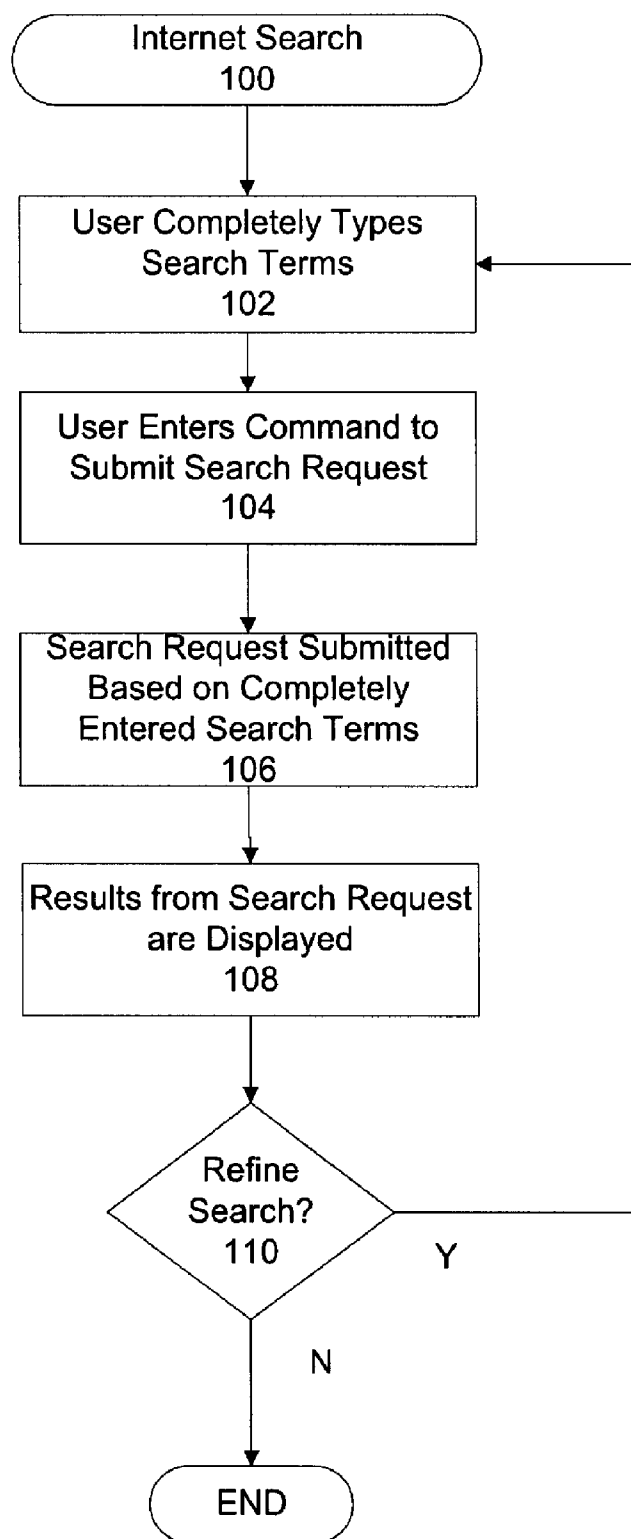 Internet Search
100
User Completely Types
Search Terms
102
User Enters Command to
Submit Search Request
104
Search Request Submitted
Based on Completely
Entered Search Terms
106
Results from Search Request
are Displayed
108
Refine
Search?
110
Y
N
END